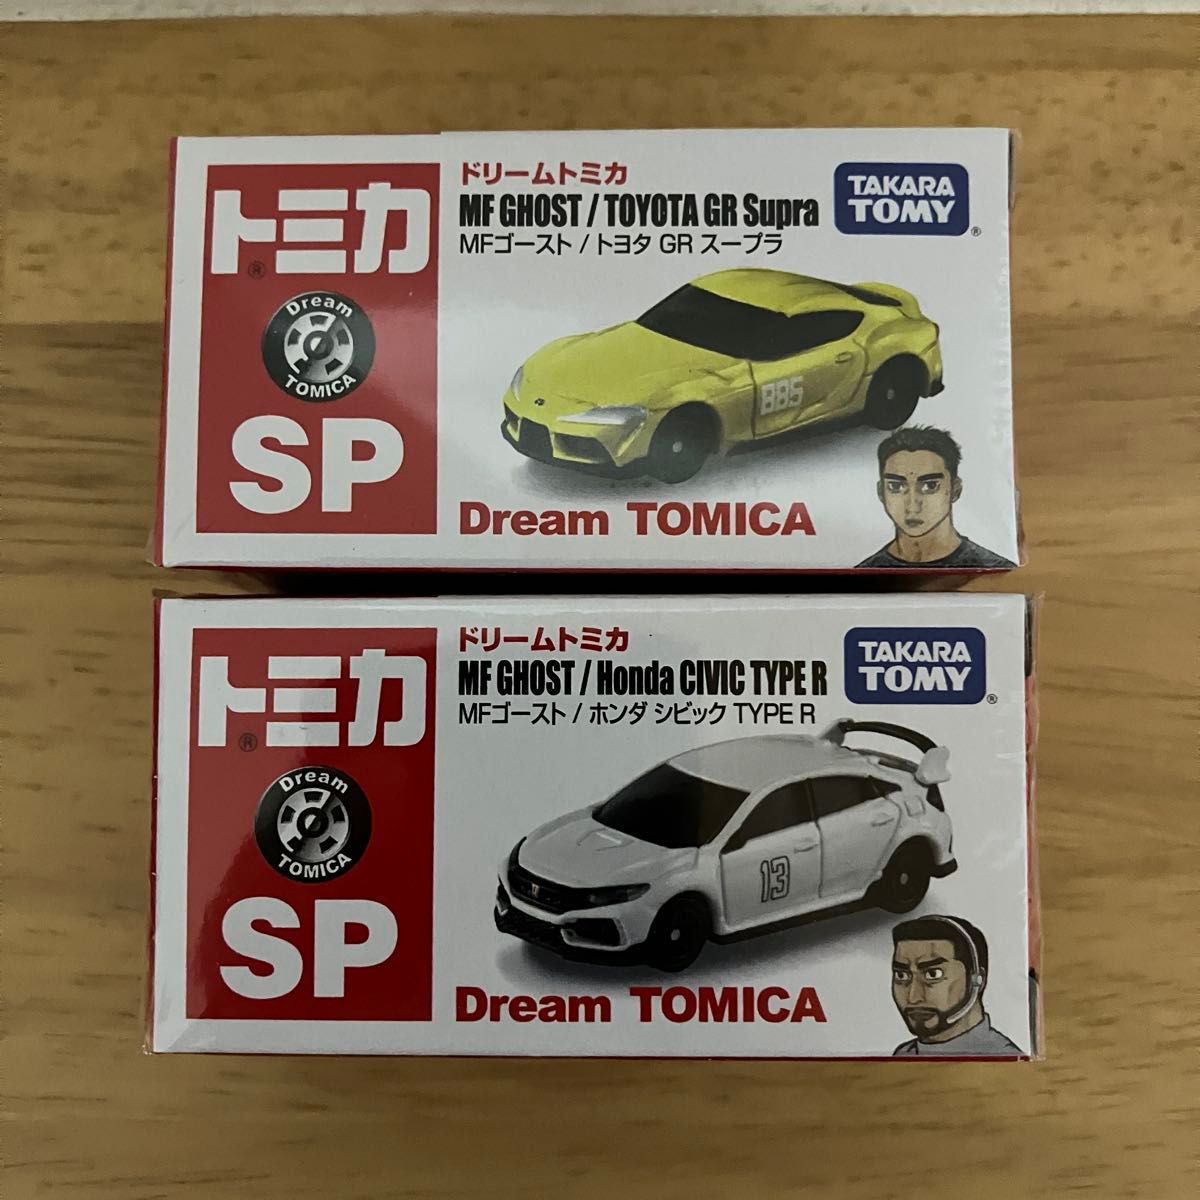 トミカ
®
Dream
TOMICA
SP
ドリームトミカ
MF GHOST / TOYOTA GR Supra
MFゴースト / トヨタ GR スープラ
TAKARA
TOMY
®
885
Dream TOMICA
トミカ
®
Dream
TOMICA
SP
ドリームトミカ
MF GHOST / Honda CIVIC TYPE R
MFゴースト / ホンダ シビック TYPE R
TAKARA
TOMY
®
13
Dream TOMICA